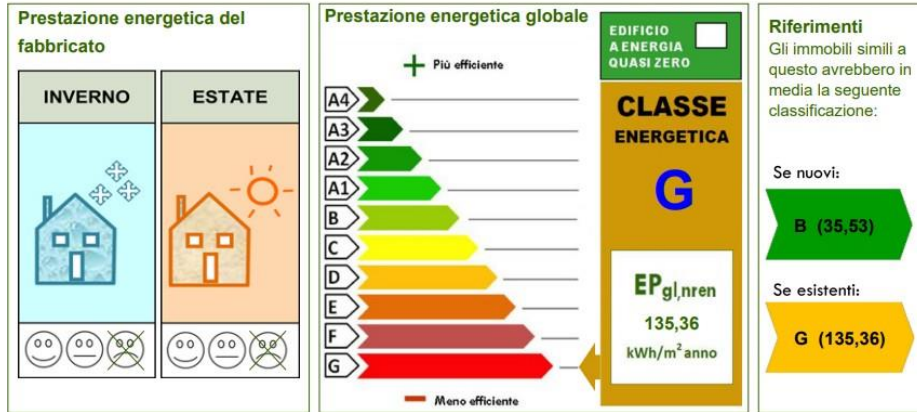 Prestazione energetica del
fabbricato
INVERNO
ESTATE
Prestazione energetica globale
Più efficiente
A4
A3
A2
A1
B
C
D
E
F
G
Meno efficiente
EDIFICIO
A ENERGIA
QUASI ZERO
CLASSE
ENERGETICA
G
EPgl,nren
135,36
kWh/m² anno
Riferimenti
Gli immobili simili a
questo avrebbero in
media la seguente
classificazione:
Se nuovi:
B (35,53)
Se esistenti:
G (135,36)